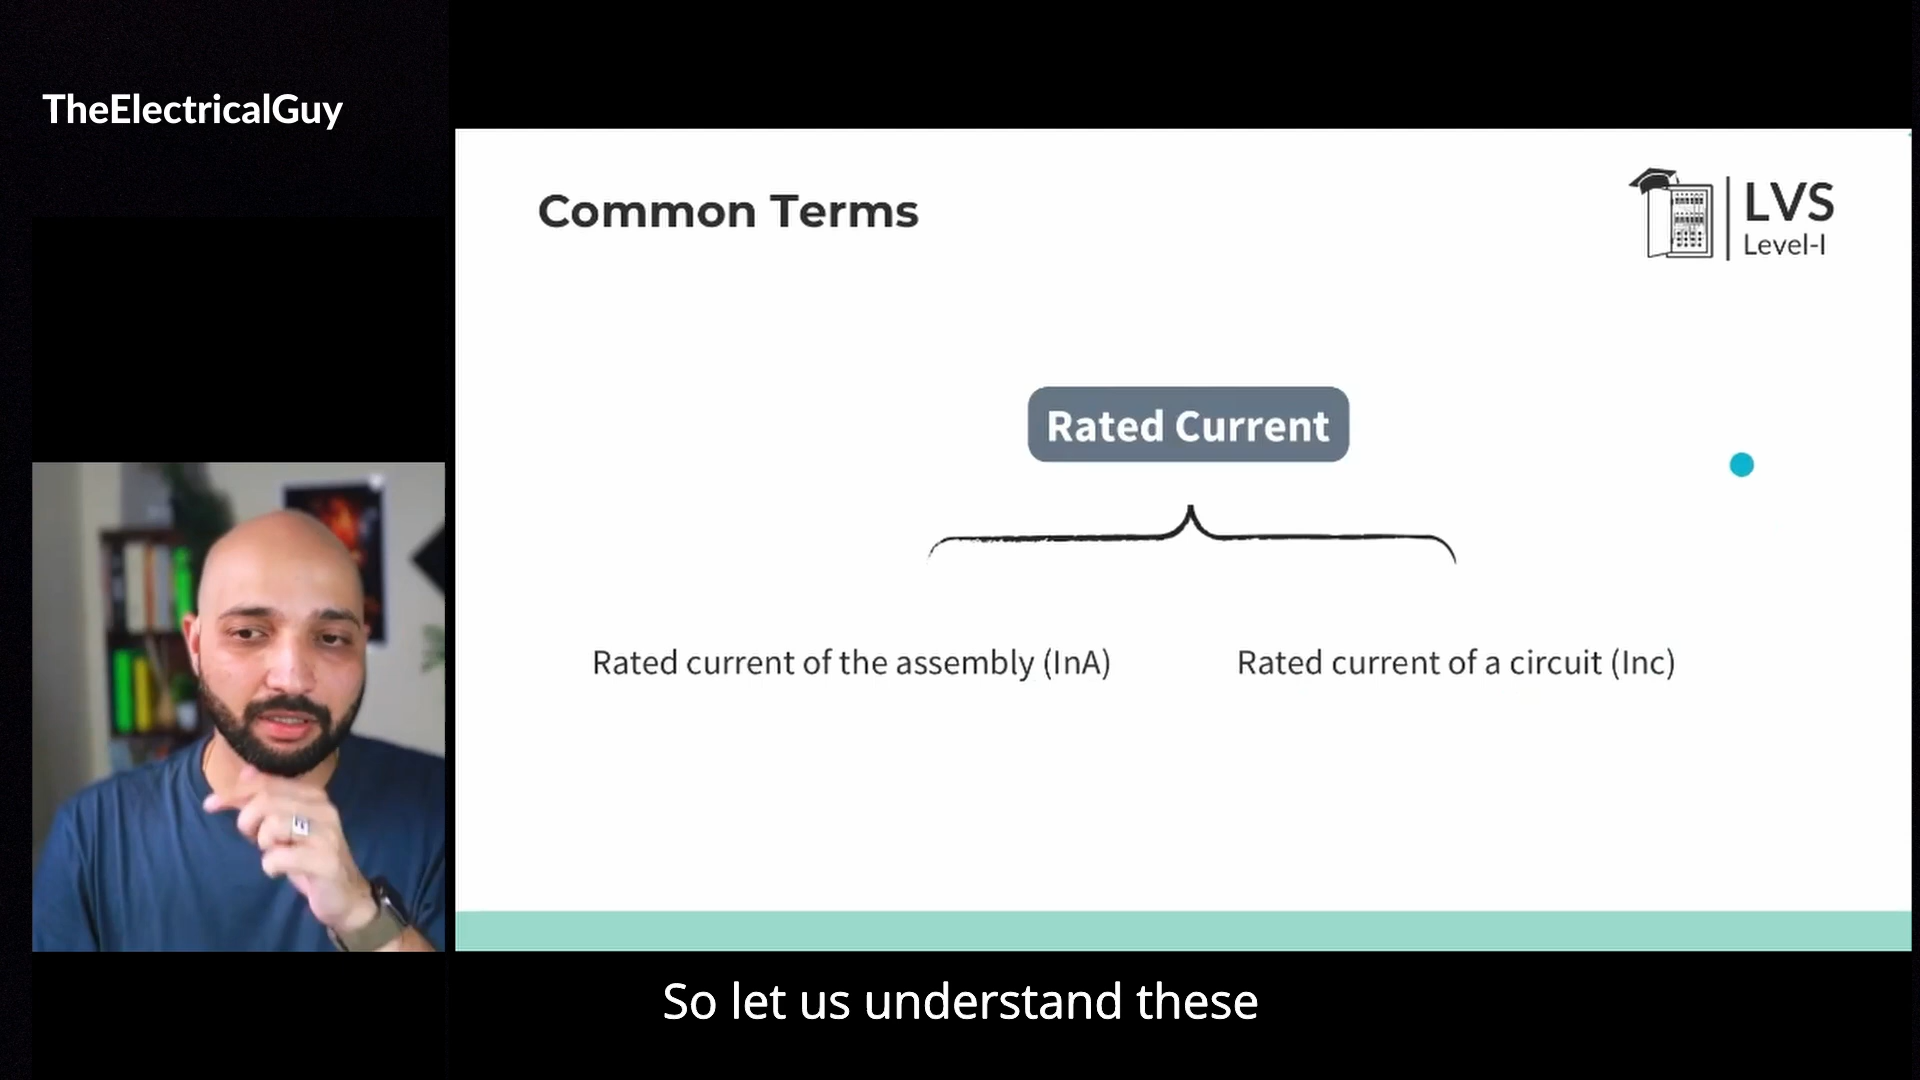 TheElectricalGuy
Common Terms
LVS
Level-I
Rated Current
Rated current of the assembly (InA)
Rated current of a circuit (Inc)
So let us understand these